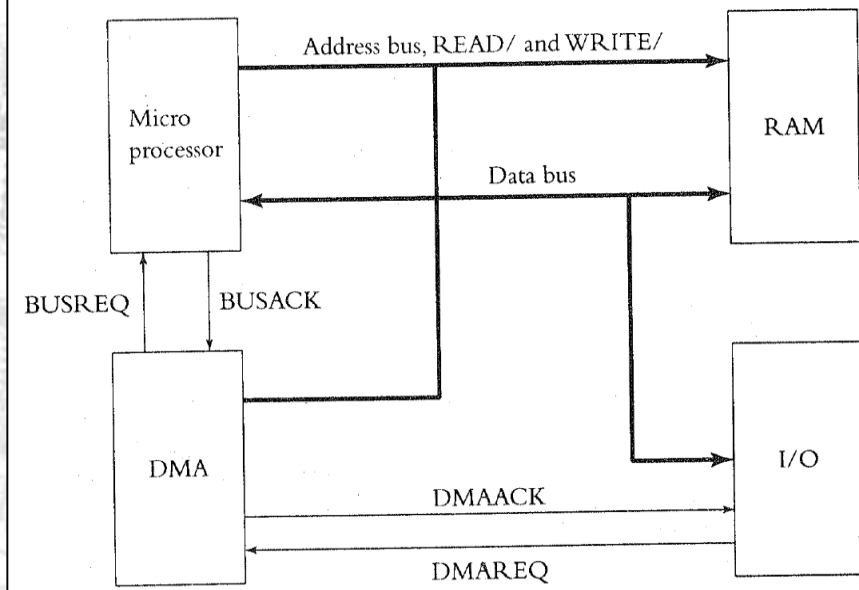 Address bus, READ/ and WRITE/
Micro
processor
RAM
Data bus
BUSREQ
BUSACK
DMA
I/O
DMAACK
DMAREQ